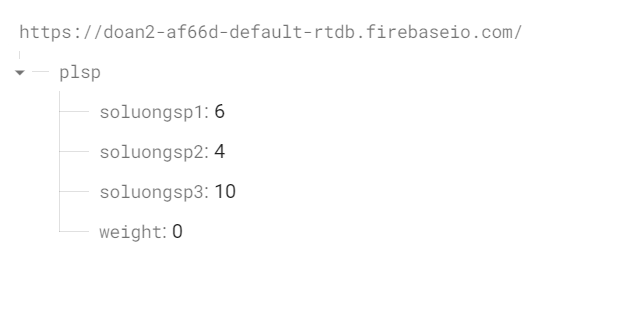 https://doan2-af66d-default-rtdb.firebaseio.com/
plsp
soluongsp1: 6
soluongsp2: 4
soluongsp3: 10
weight: 0